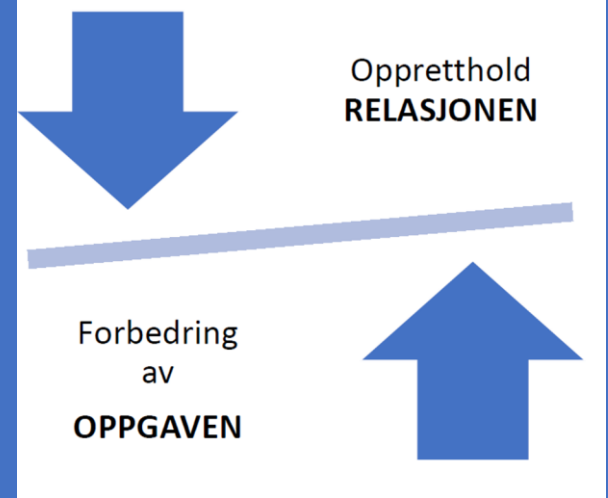 Oppretthold
RELASJONEN
Forbedring
av
OPPGAVEN